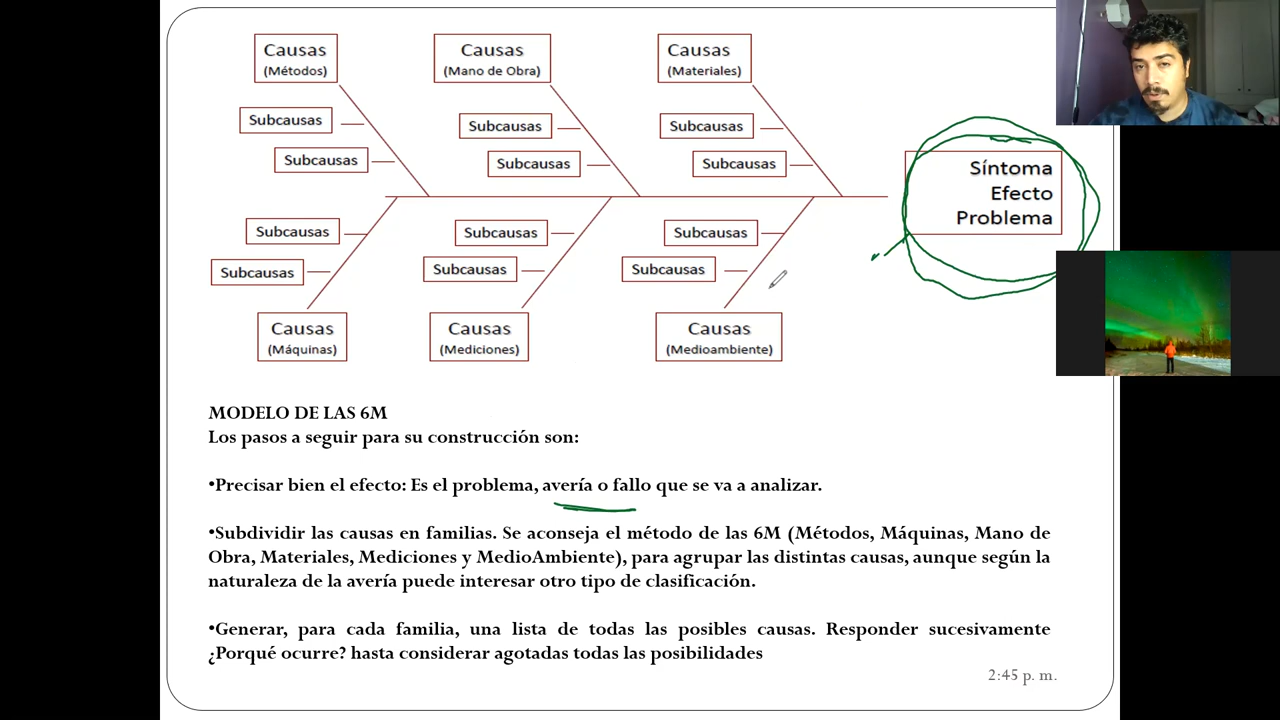 Causas
(Métodos)
Causas
(Mano de Obra)
Causas
(Materiales)
Subcausas
Subcausas
Subcausas
Subcausas
Subcausas
Subcausas
Síntoma
Efecto
Problema
Subcausas
Subcausas
Subcausas
Subcausas
Subcausas
Subcausas
Causas
(Máquinas)
Causas
(Mediciones)
Causas
(Medioambiente)
MODELO DE LAS 6M
Los pasos a seguir para su construcción son:
•Precisar bien el efecto: Es el problema, avería o fallo que se va a analizar.
•Subdividir las causas en familias. Se aconseja el método de las 6M (Métodos, Máquinas, Mano de
Obra, Materiales, Mediciones y MedioAmbiente), para agrupar las distintas causas, aunque según la
naturaleza de la avería puede interesar otro tipo de clasificación.
•Generar, para cada familia, una lista de todas las posibles causas. Responder sucesivamente
¿Porqué ocurre? hasta considerar agotadas todas las posibilidades
2:45 p. m.